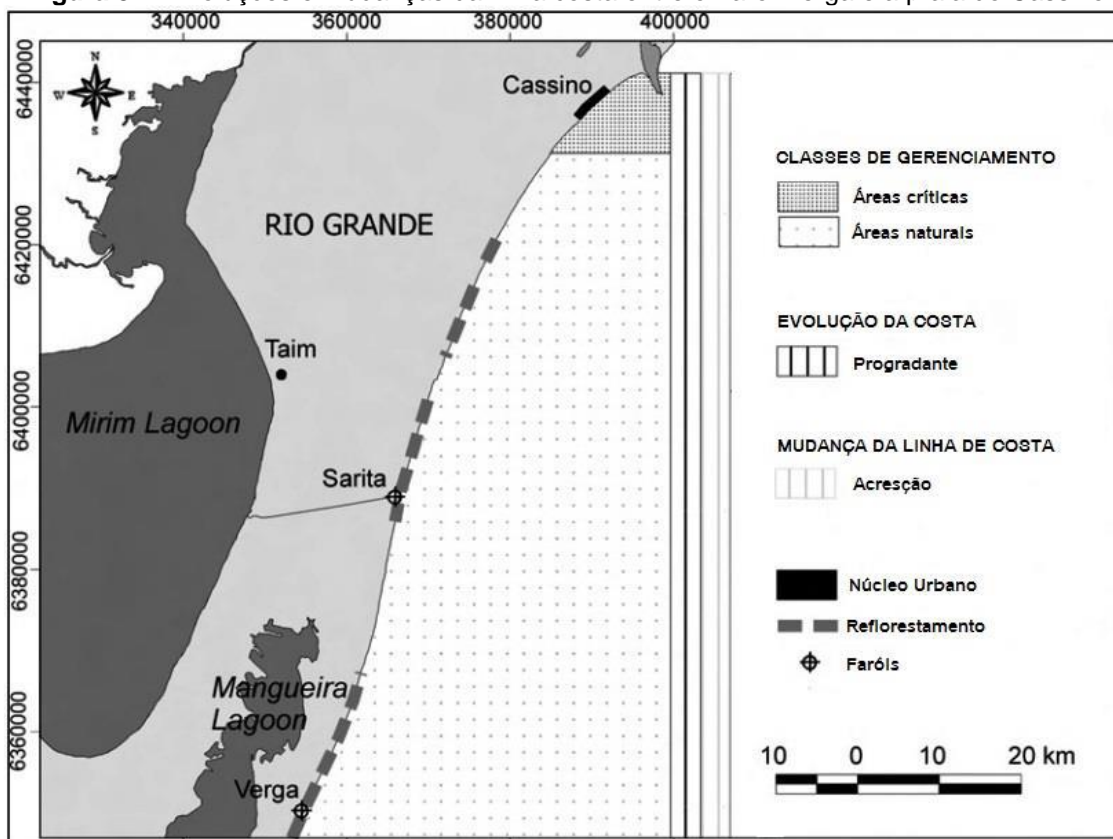 340000 360000 380000 400000
6440000
N
W E
S
Cassino
CLASSES DE GERENCIAMENTO
Áreas críticas
Áreas naturais
6420000
RIO GRANDE
EVOLUÇÃO DA COSTA
Progradante
Taim
6400000
Mirim Lagoon
MUDANÇA DA LINHA DE COSTA
Acresção
Sarita
6380000
Núcleo Urbano
Reflorestamento
Faróis
Mangueira
Lagoon
6360000
Verga
10 0 10 20 km